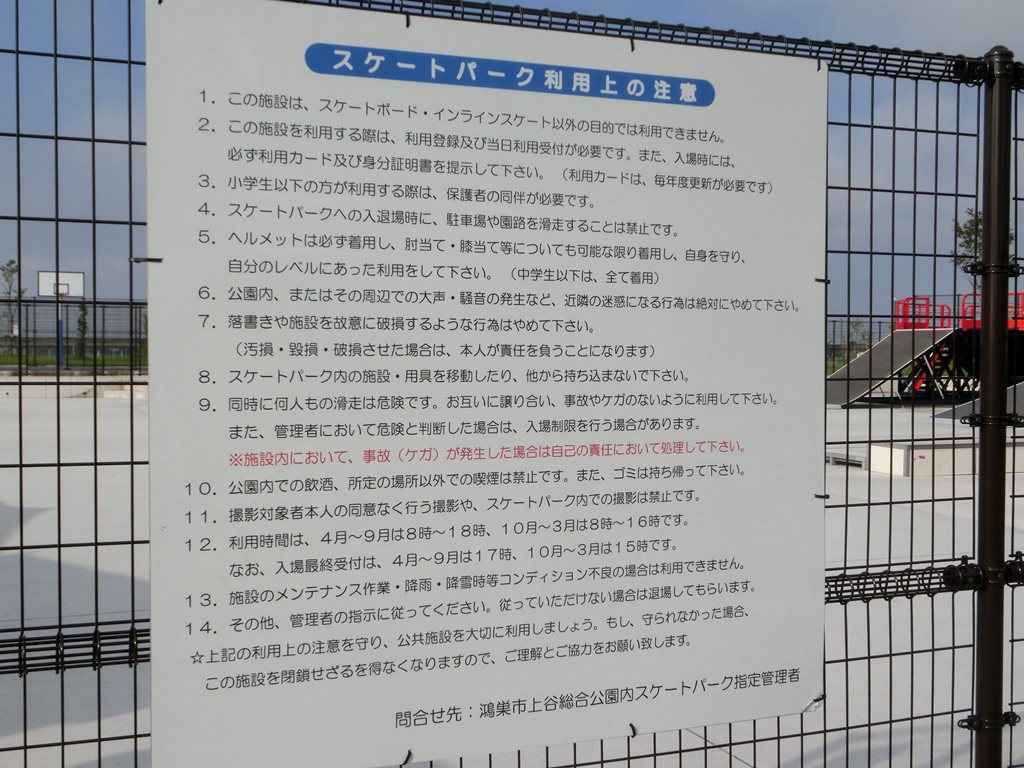 スケートパーク利用上の注意
1．この施設は、スケートボード・インラインスケート以外の目的では利用できません。
2．この施設を利用する際は、利用登録及び当日利用受付が必要です。また、入場時には、
必ず利用カード及び身分証明書を提示して下さい。（利用カードは、毎年度更新が必要です）
3．小学生以下の方が利用する際は、保護者の同伴が必要です。
4．スケートパークへの入退場時に、駐車場や園路を滑走することは禁止です。
5．ヘルメットは必ず着用し、肘当て・膝当て等についても可能な限り着用し、自身を守り、
自分のレベルにあった利用をして下さい。（中学生以下は、全て着用）
6．公園内、またはその周辺での大声・騒音の発生など、近隣の迷惑になる行為は絶対にやめて下さい。
7．落書きや施設を故意に破損するような行為はやめて下さい。
（汚損・毀損・破損させた場合は、本人が責任を負うことになります）
8．スケートパーク内の施設・用具を移動したり、他から持ち込まないで下さい。
9．同時に何人もの滑走は危険です。お互いに譲り合い、事故やケガのないように利用して下さい。
また、管理者において危険と判断した場合は、入場制限を行う場合があります。
※施設内において、事故（ケガ）が発生した場合は自己の責任において処理して下さい。
10．公園内での飲酒、所定の場所以外での喫煙は禁止です。また、ゴミは持ち帰って下さい。
11．撮影対象者本人の同意なく行う撮影や、スケートパーク内での撮影は禁止です。
12．利用時間は、4月～9月は8時～18時、10月～3月は8時～16時です。
なお、入場最終受付は、4月～9月は17時、10月～3月は15時です。
13．施設のメンテナンス作業・降雨・降雪時等コンディション不良の場合は利用できません。
14．その他、管理者の指示に従ってください。従っていただけない場合は退場してもらいます。
☆上記の利用上の注意を守り、公共施設を大切に利用しましょう。もし、守られなかった場合、
この施設を閉鎖せざるを得なくなりますので、ご理解とご協力をお願い致します。
問合せ先：鴻巣市上谷総合公園内スケートパーク指定管理者